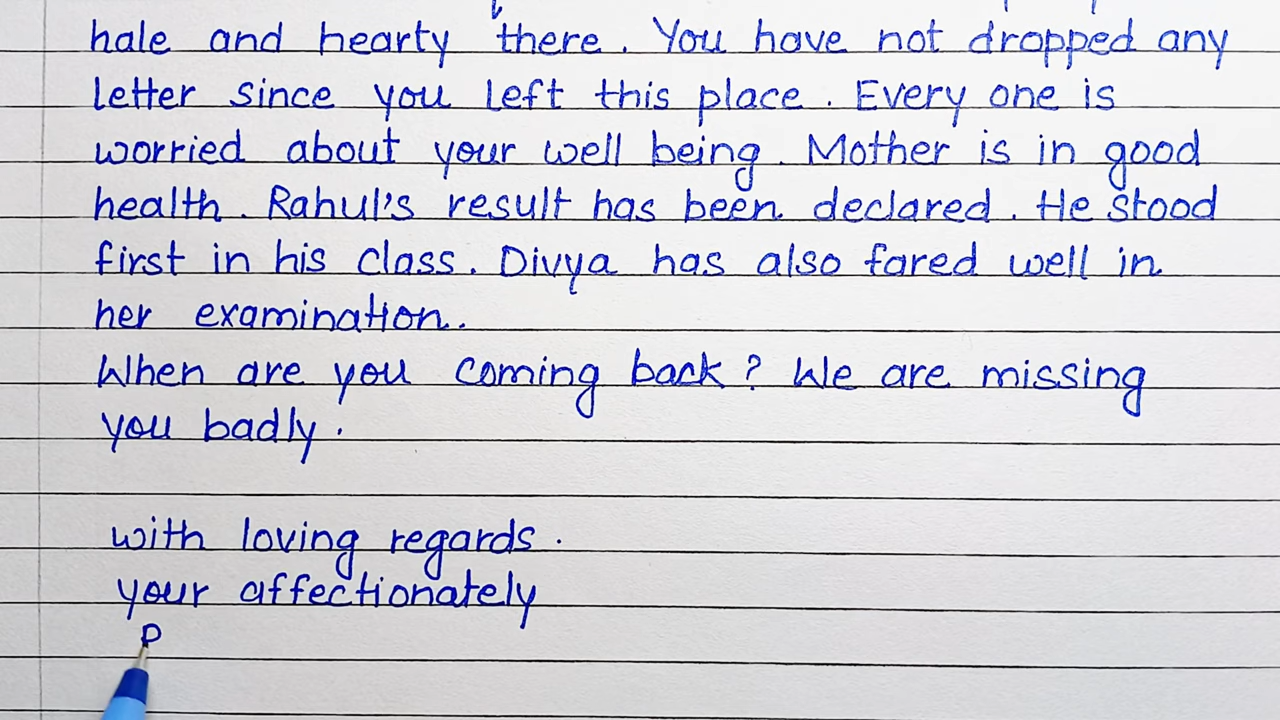 hale and hearty there. You have not dropped any
letter since you left this place. Every one is
worried about your well being. Mother is in good
health. Rahul's result has been declared. He stood
first in his class. Divya has also fared well in
her examination.
When are you coming back? We are missing
you badly.
with loving regards.
your affectionately
P